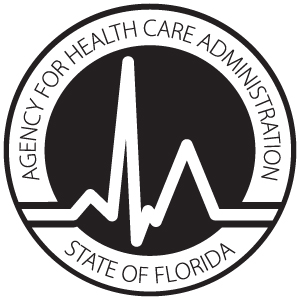 AGENCY FOR HEALTH CARE ADMINISTRATION
STATE OF FLORIDA